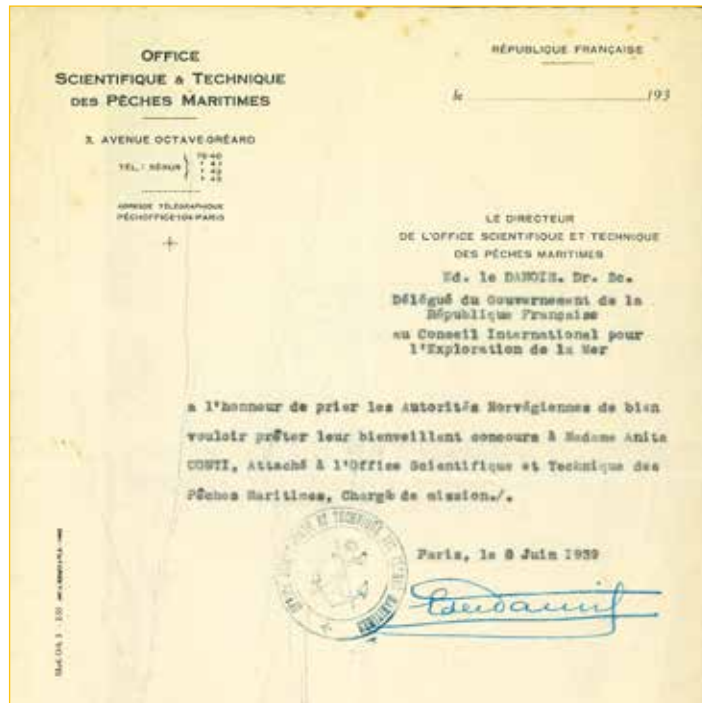 OFFICE
SCIENTIFIQUE & TECHNIQUE
DES PÊCHES MARITIMES
3, AVENUE OCTAVE-GRÉARD
TÉL. : SÉGUR
ADRESSE TÉLÉGRAPHIQUE
PÊCHOFFICE-104-PARIS
RÉPUBLIQUE FRANÇAISE
le 193
LE DIRECTEUR
DE L'OFFICE SCIENTIFIQUE ET TECHNIQUE
DES PÊCHES MARITIMES
Ed. le DANOIS. Dr. Sc.
Délégué du Gouvernement de la
République Française
au Conseil International pour
l'Exploration de la Mer
a l'honneur de prier les Autorités Norvégiennes de bien
vouloir prêter leur bienveillant concours à Madame Anita
CONTI, Attaché à l'Office Scientifique et Technique des
Pêches Maritimes, Chargé de mission./.
Paris, le 8 Juin 1939